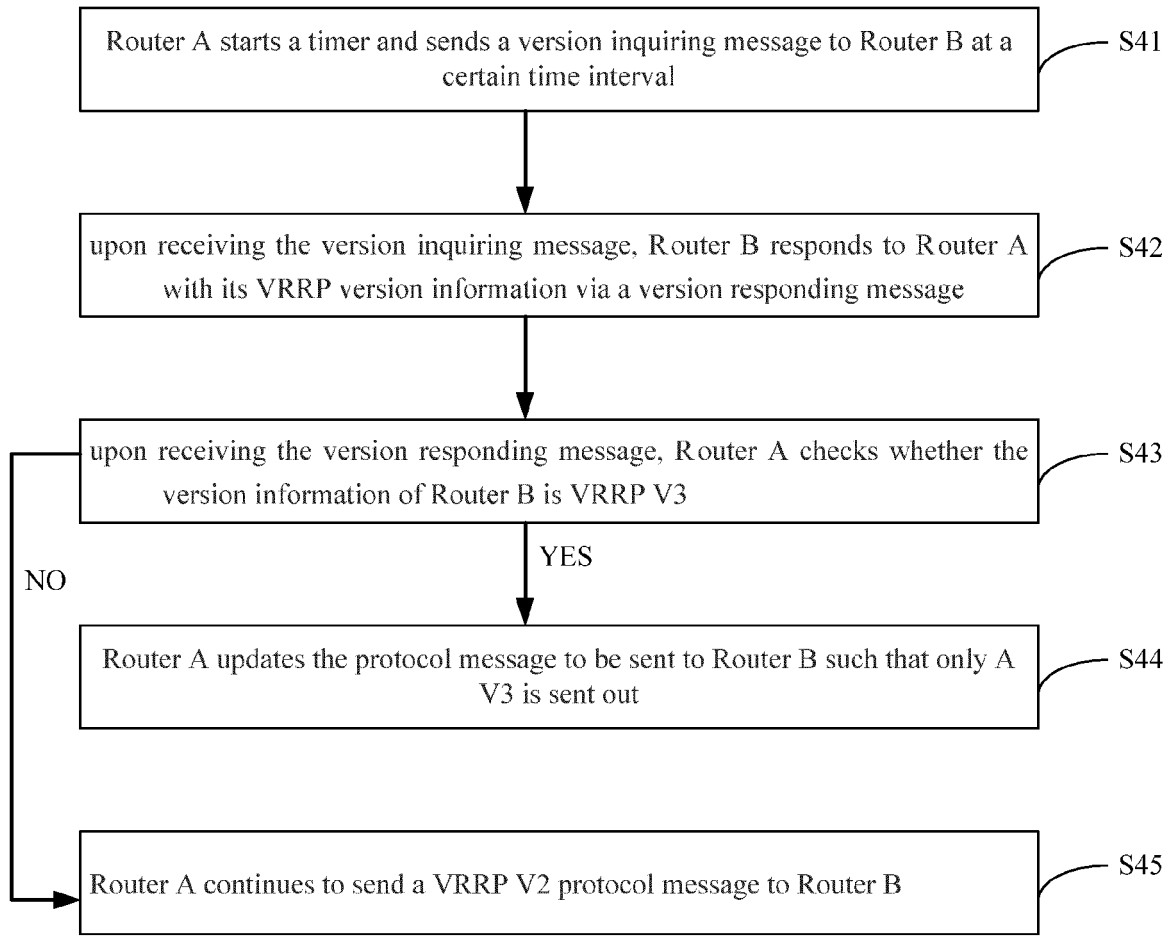 Router A starts a timer and sends a version inquiring message to Router B at a
certain time interval
S41
upon receiving the version inquiring message, Router B responds to Router A
with its VRRP version information via a version responding message
S42
upon receiving the version responding message, Router A checks whether the
version information of Router B is VRRP V3
S43
YES
NO
Router A updates the protocol message to be sent to Router B such that only A
V3 is sent out
S44
Router A continues to send a VRRP V2 protocol message to Router B
S45